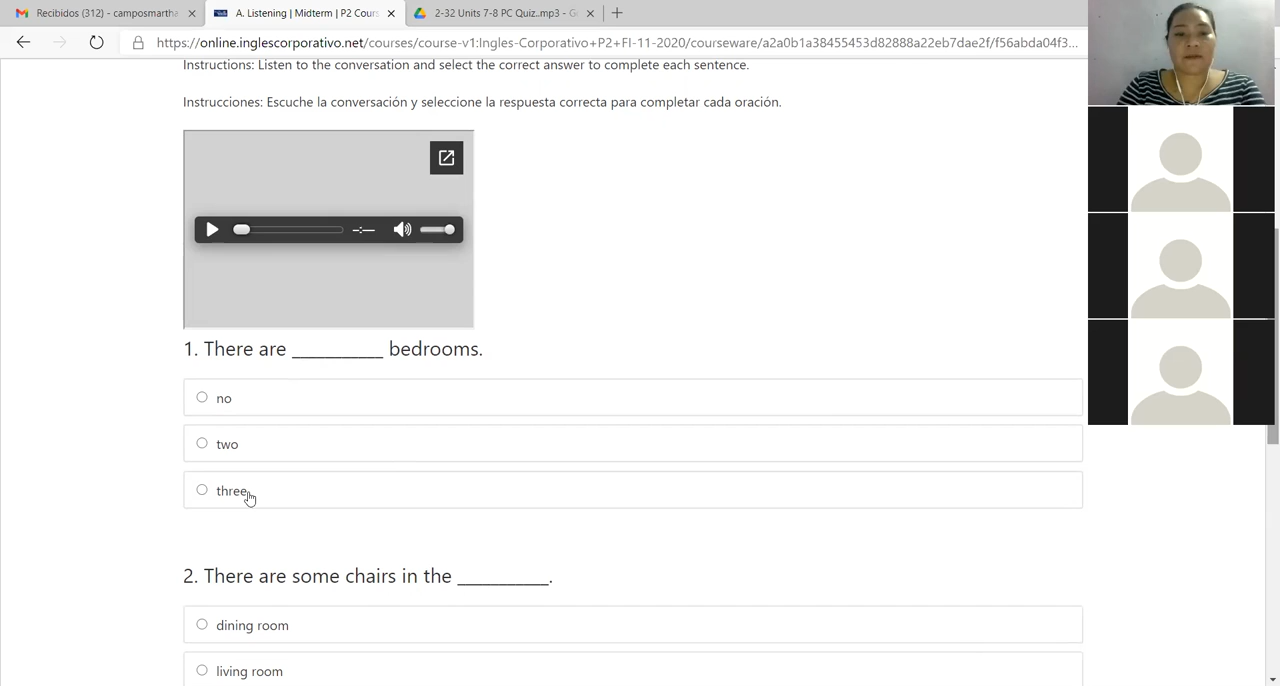 Recibidos (312) - camposmartha
A. Listening | Midterm | P2 Cours
2-32 Units 7-8 PC Quiz..mp3 - G
https://online.inglescorporativo.net/courses/course-v1:Ingles-Corporativo+P2+FI-11-2020/courseware/a2a0b1a38455453d82888a22eb7dae2f/f56abda04f3...
Instructions: Listen to the conversation and select the correct answer to complete each sentence.
Instrucciones: Escuche la conversación y seleccione la respuesta correcta para completar cada oración.
-:--
1. There are ___________ bedrooms.
no
two
three
2. There are some chairs in the ___________.
dining room
living room